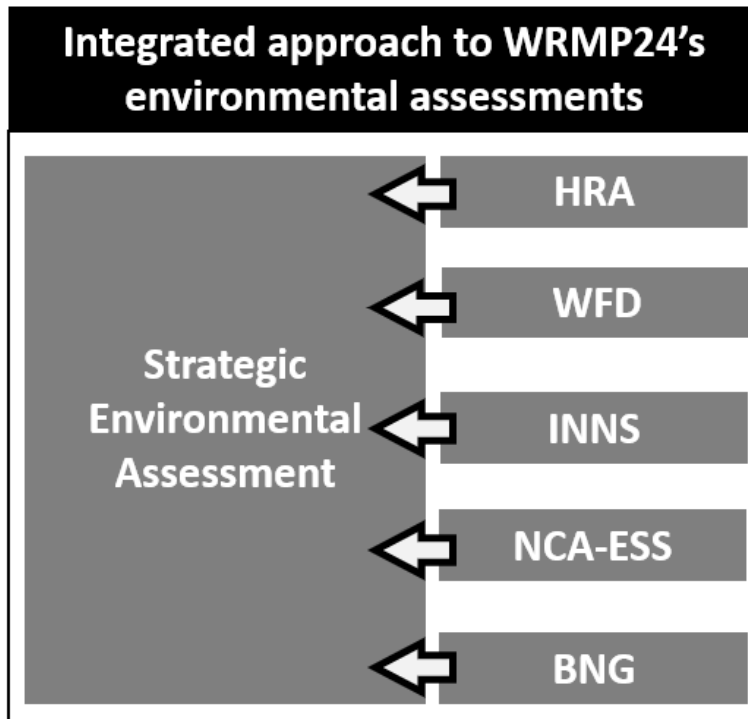 Integrated approach to WRMP24’s
environmental assessments
Strategic
Environmental
Assessment
HRA
WFD
INNS
NCA-ESS
BNG